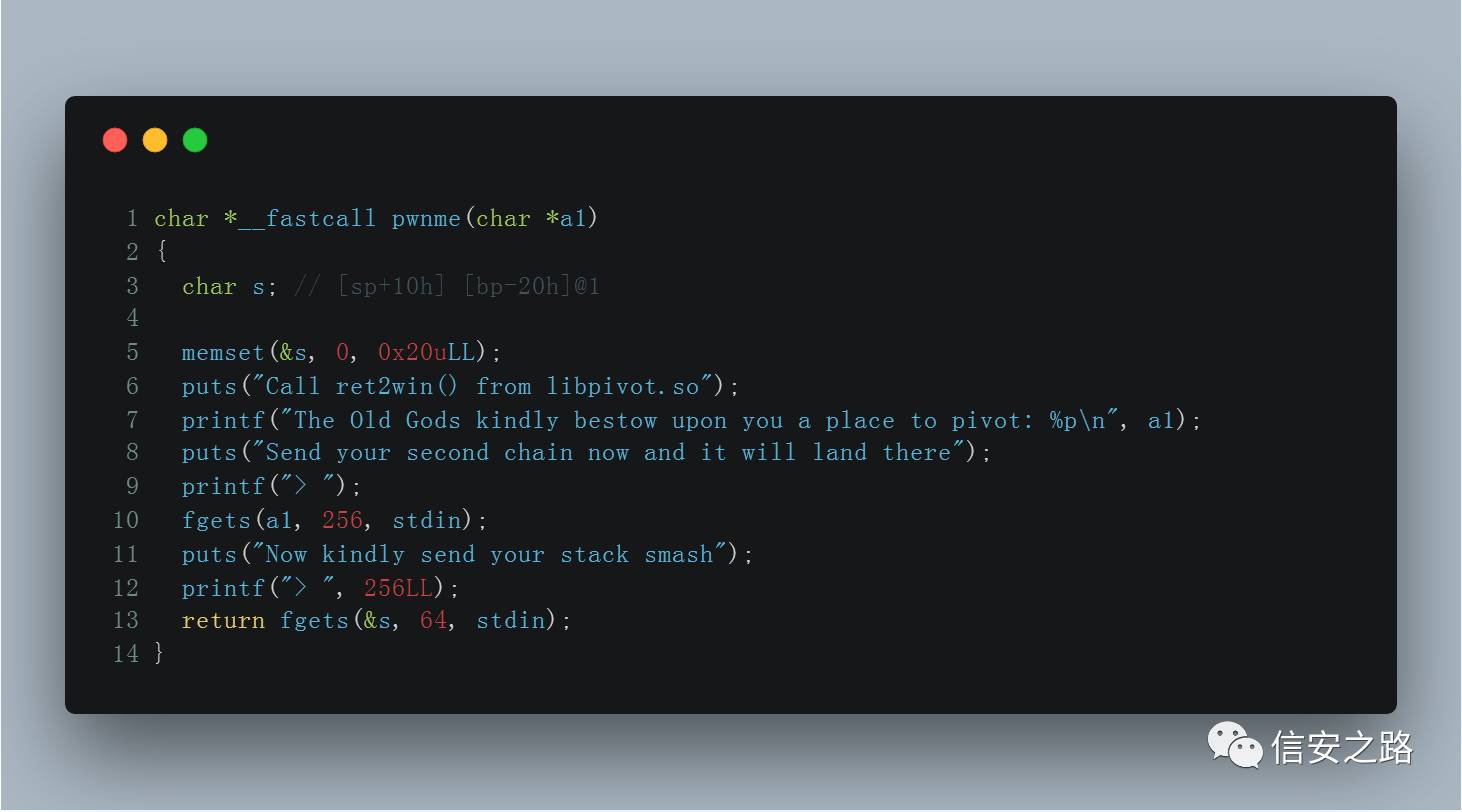 1 char *__fastcall pwnme(char *a1)
2 {
3   char s; // [sp+10h] [bp-20h]@1
4
5   memset(&s, 0, 0x20uLL);
6   puts("Call ret2win() from libpivot.so");
7   printf("The Old Gods kindly bestow upon you a place to pivot: %p\n", a1);
8   puts("Send your second chain now and it will land there");
9   printf("> ");
10   fgets(a1, 256, stdin);
11   puts("Now kindly send your stack smash");
12   printf("> ", 256LL);
13   return fgets(&s, 64, stdin);
14 }
信安之路